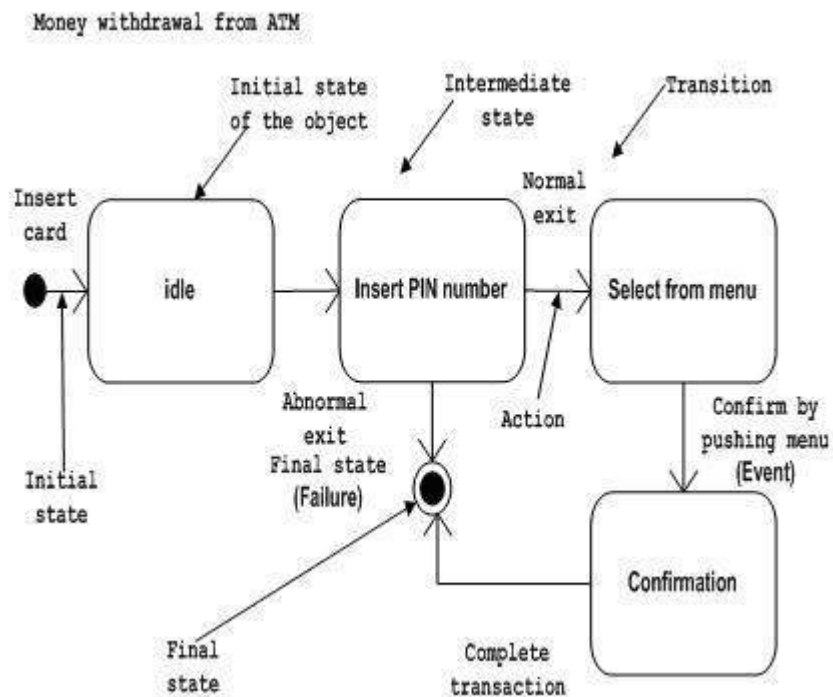 Money withdrawal from ATM
Initial state
of the object
Intermediate
state
Transition
Insert
card
Normal
exit
idle
Insert PIN number
Select from menu
Initial
state
Abnormal
exit
Final state
(Failure)
Action
Confirm by
pushing menu
(Event)
Confirmation
Final
state
Complete
transaction